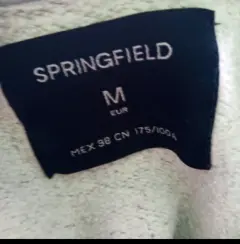 SPRINGFIELD
M
EUR
MEX 98 CN 175/100A